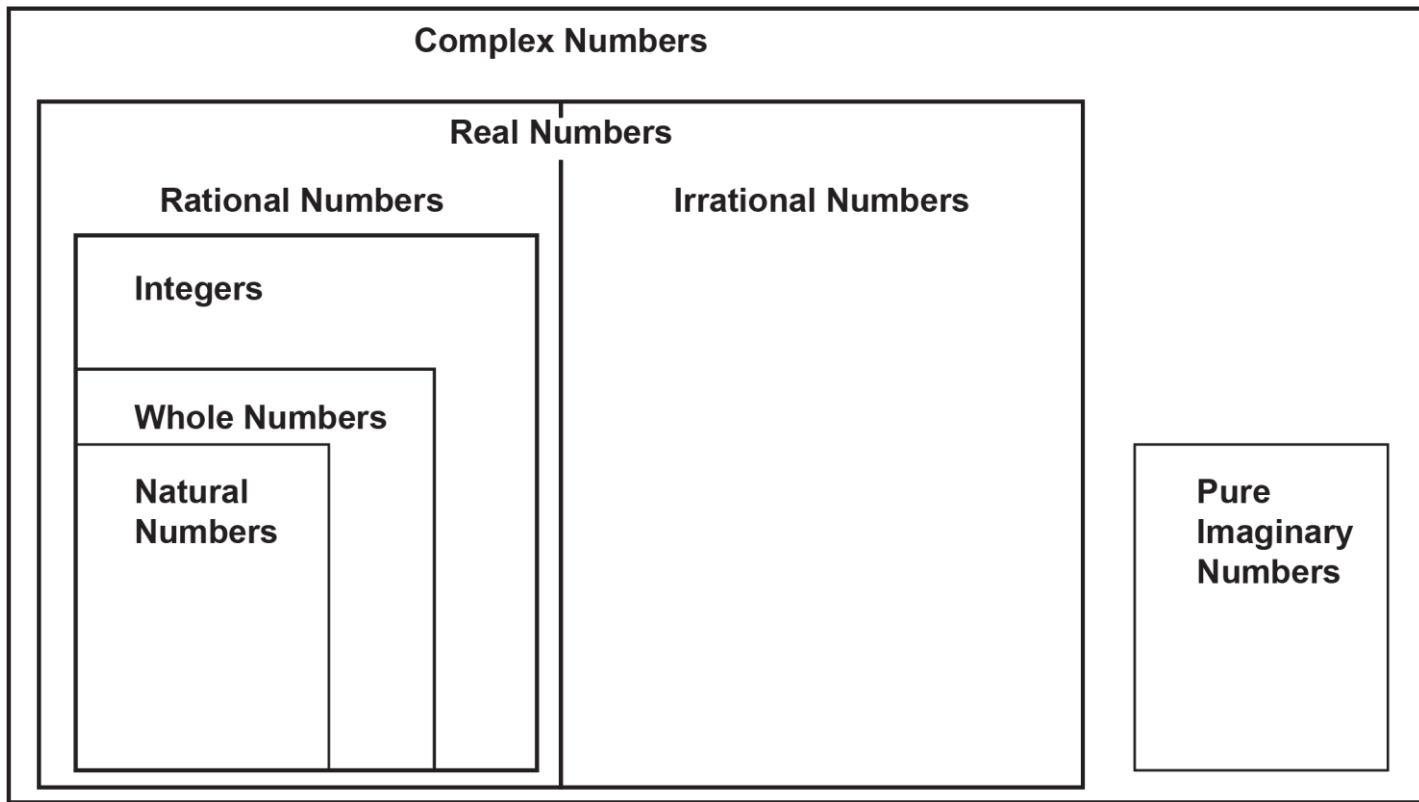 Complex Numbers
Real Numbers
Rational Numbers
Irrational Numbers
Integers
Whole Numbers
Natural
Numbers
Pure
Imaginary
Numbers